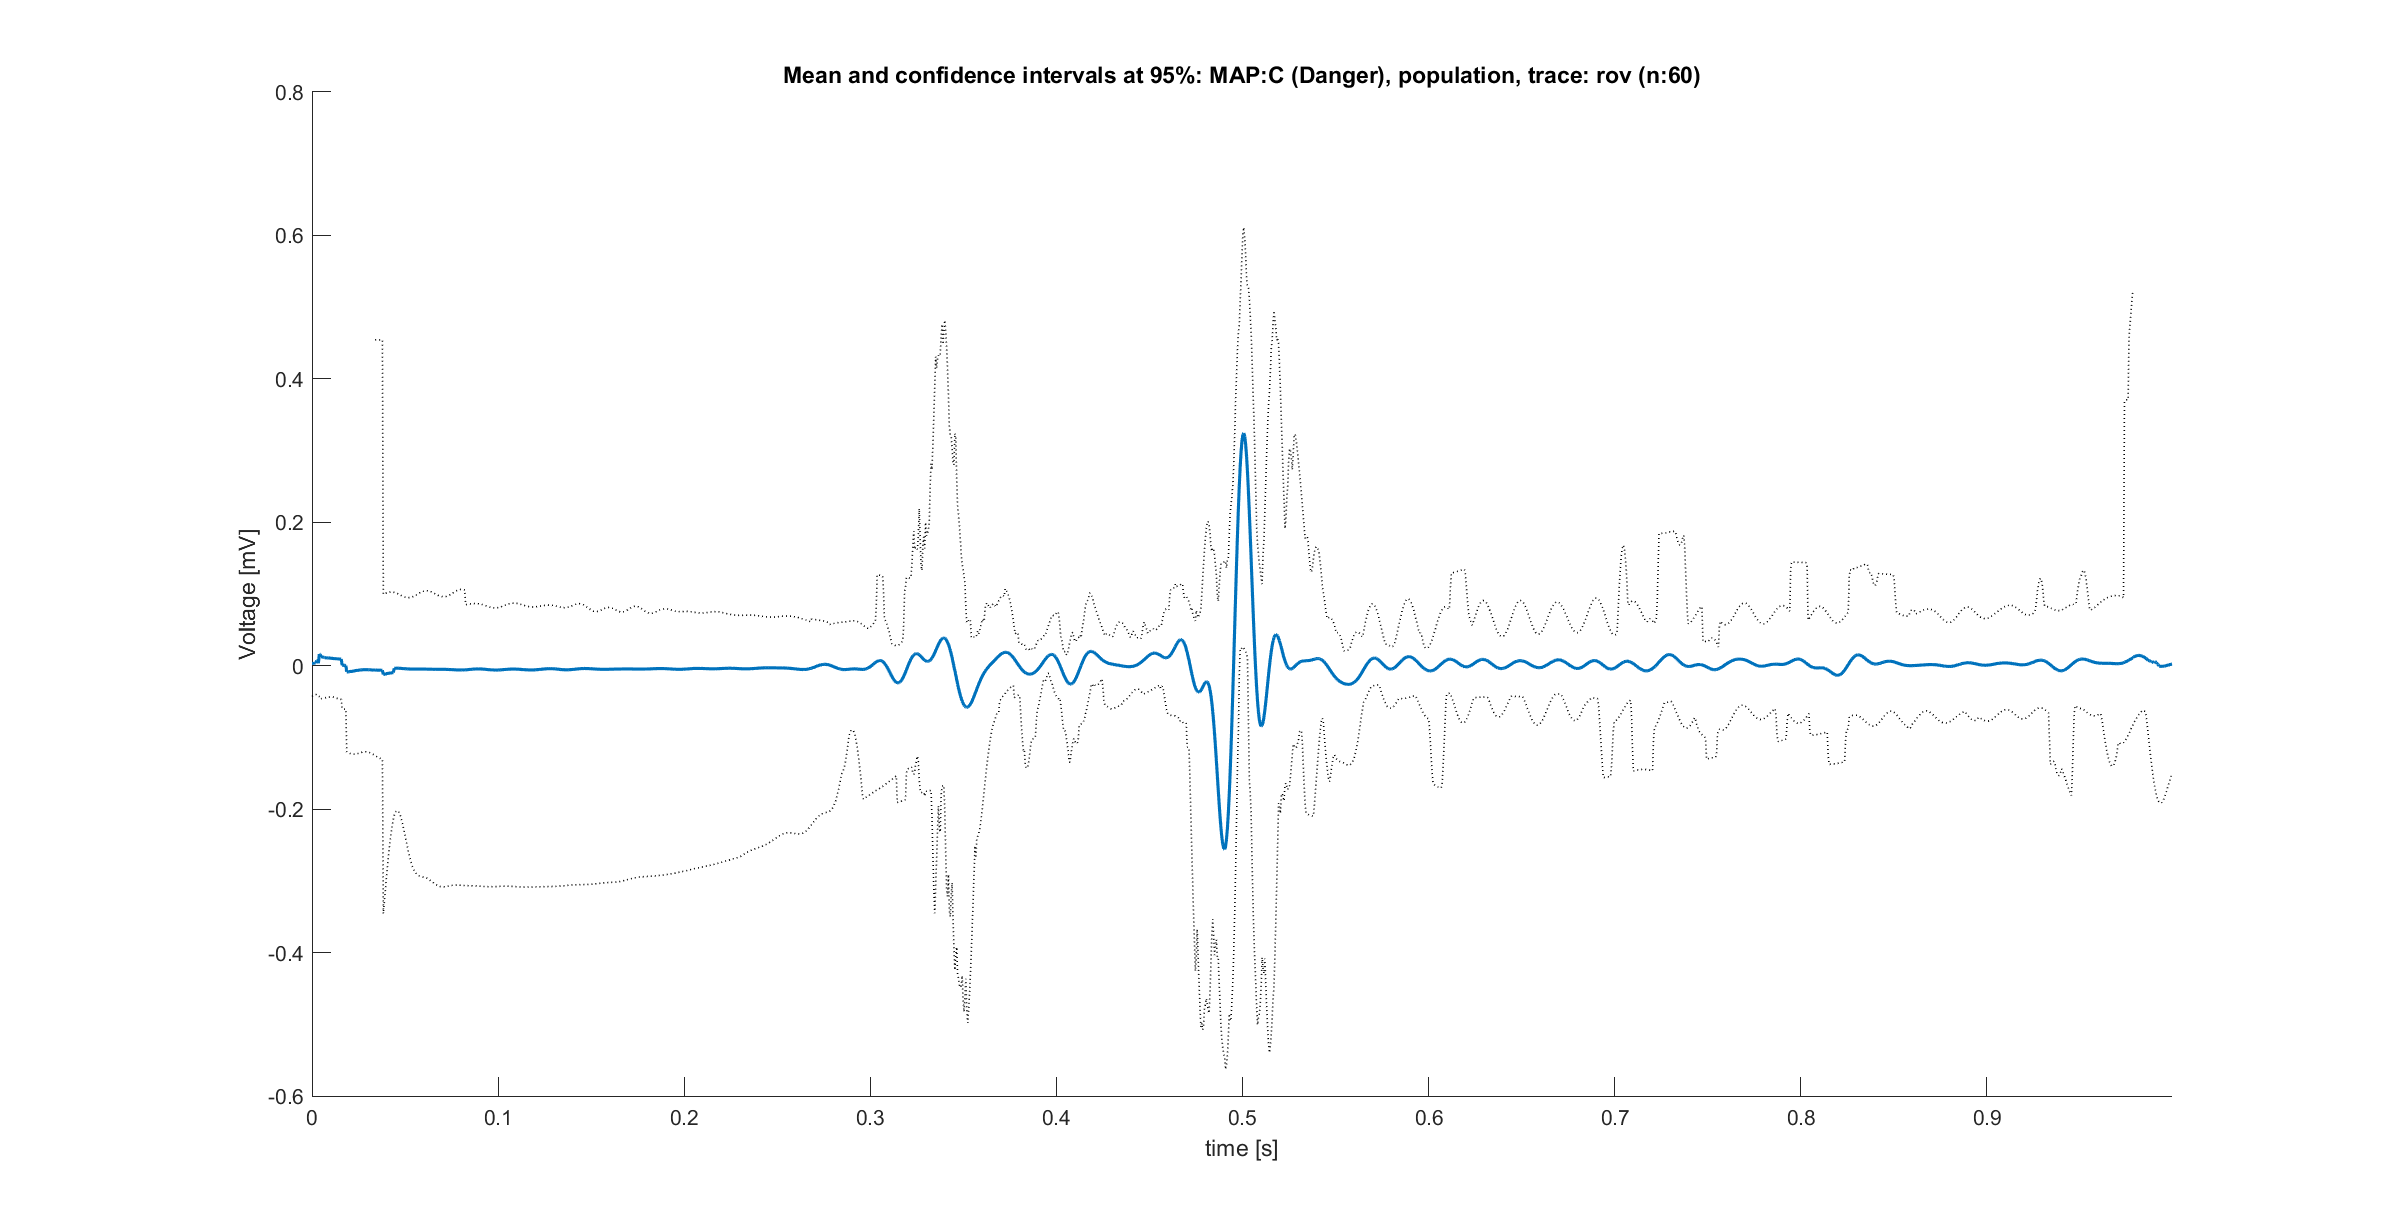 Mean and confidence intervals at 95%: MAP:C (Danger), population, trace: rov (n:60)
0.8
0.6
0.4
0.2
0
-0.2
-0.4
-0.6
Voltage [mV]
0 0.1 0.2 0.3 0.4 0.5 0.6 0.7 0.8 0.9
time [s]